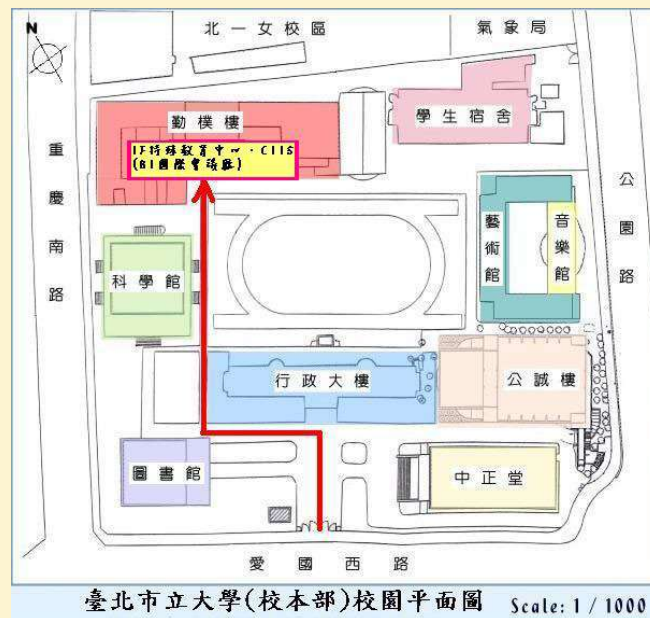 N
北一女校區
氣象局
勤樸樓
1F特殊教育中心・C115
(B1國際會議廳)
學生宿舍
重慶南路
公園路
藝術館
音樂館
科學館
行政大樓
公誠樓
圖書館
中正堂
愛國西路
臺北市立大學(校本部)校園平面圖 Scale: 1 / 1000